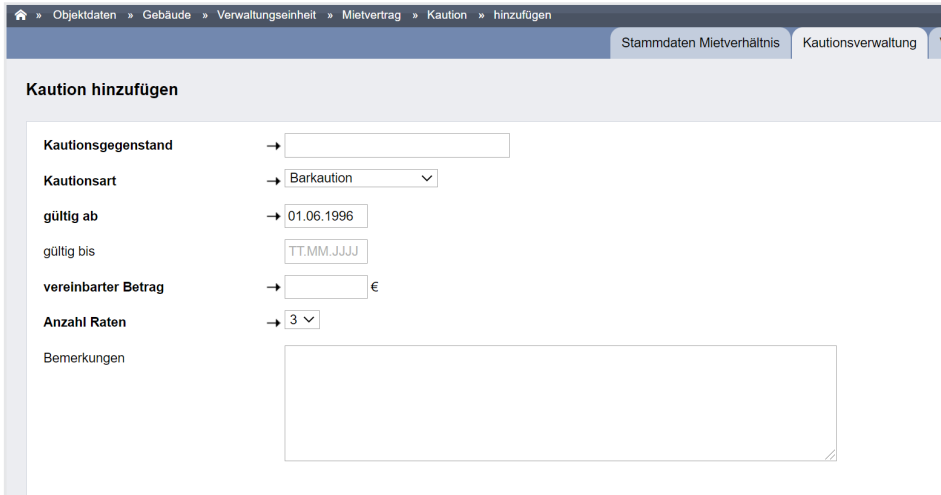 » Objektdaten » Gebäude » Verwaltungseinheit » Mietvertrag » Kaution » hinzufügen
Stammdaten Mietverhältnis Kautionsverwaltung
Kaution hinzufügen
Kautionsgegenstand →
Kautionsart → Barkaution
gültig ab → 01.06.1996
gültig bis TT.MM.JJJJ
vereinbarter Betrag → €
Anzahl Raten → 3
Bemerkungen